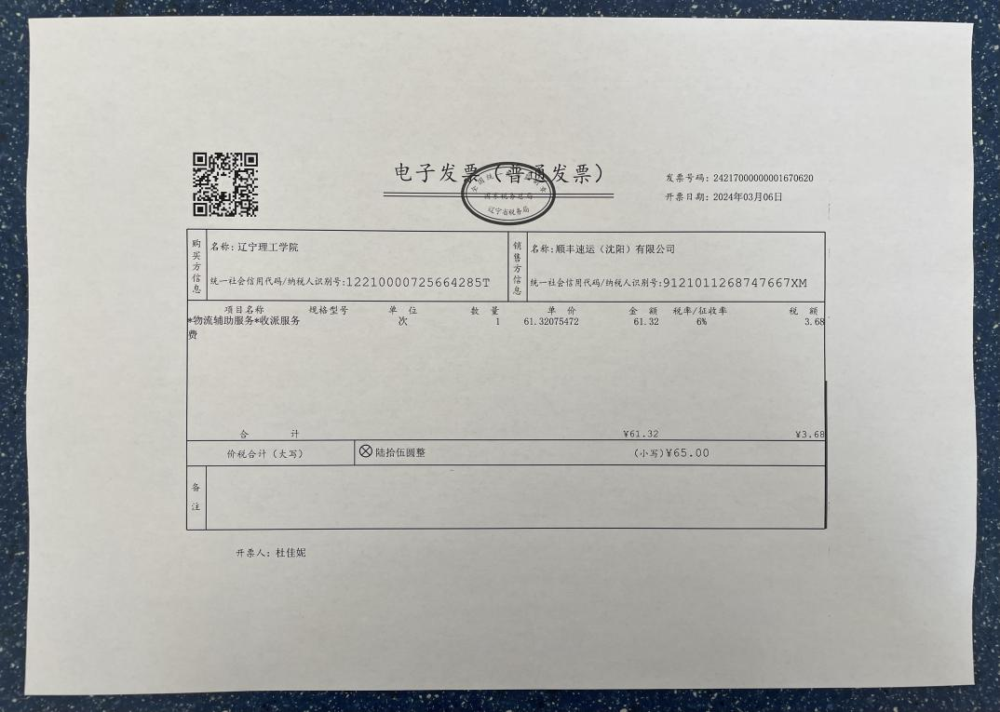 电子发票（普通发票）
辽宁省税务局
发票号码：24217000000001670620
开票日期：2024年03月06日
购买方信息
名称：辽宁理工学院
统一社会信用代码/纳税人识别号:12210000725664285T
销售方信息
名称:顺丰速运（沈阳）有限公司
统一社会信用代码/纳税人识别号:9121011268747667XM
项目名称 规格型号 单 位 数 量 单 价 金 额 税率/征收率 税 额
*物流辅助服务*收派服务 次 1 61.32075472 61.32 6% 3.68
费
合 计 ¥61.32 ¥3.68
价税合计（大写） 陆拾伍圆整 （小写）¥65.00
备注
开票人：杜佳妮